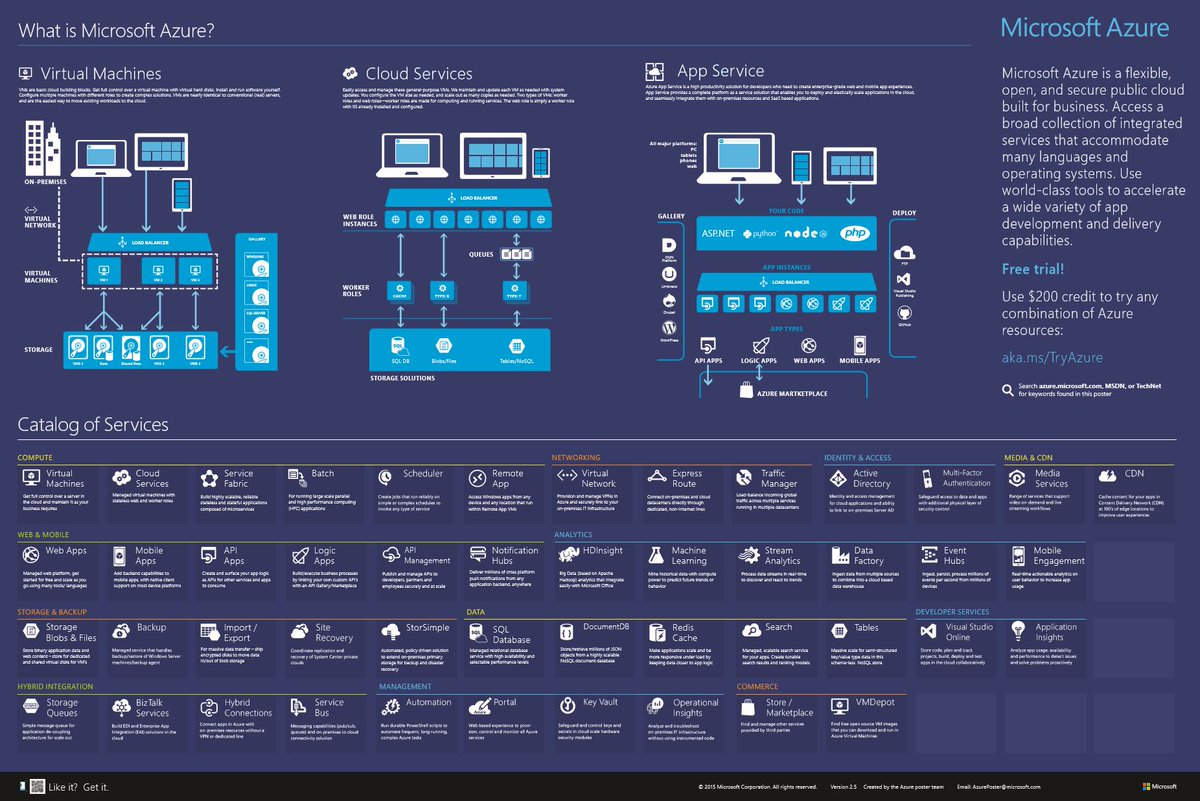 What is Microsoft Azure?
Microsoft Azure
Virtual Machines
VMs are basic cloud building blocks. Get full control over a virtual machine with virtual hard disks. Install and run software yourself.
Configure multiple machines with different roles to create complex solutions. VMs are nearly identical to conventional (real) servers,
and are the easiest way to move existing workloads to the cloud.
ON-PREMISES
VIRTUAL
NETWORK
LOAD BALANCER
VIRTUAL
MACHINES
VM 1
VM 2
VM 3
STORAGE
VHD 1
Data
Shared Data
VHD 2
VHD 3
GALLERY
WINDOWS
LINUX
SQL SERVER
Cloud Services
Easily access and manage these general-purpose VMs. We maintain and update each VM as needed with system
updates. You configure the VM size as needed, and scale out as many copies as needed. Two types of VMs: worker
roles and web roles—worker roles are made for computing and running services. The web role is simply a worker role
with IIS already installed and configured.
LOAD BALANCER
WEB ROLE
INSTANCES
QUEUES
WORKER
ROLES
CACHE
TYPE: X
TYPE: Y
SQL DB
Blobs/Files
Tables/NoSQL
STORAGE SOLUTIONS
App Service
Azure App Service is a high productivity solution for developers who need to create enterprise-grade web and mobile app experiences.
App Service provides a complete platform as a service solution that enables you to deploy and elastically scale applications in the cloud,
and seamlessly integrate them with on-premises resources and SaaS based applications.
All major platforms:
PC
tablets
phones
web
GALLERY
YOUR CODE
DEPLOY
ASP.NET
python
node
php
Umbraco
Drupal
WordPress
FTP
Visual Studio
Publishing
GitHub
APP INSTANCES
LOAD BALANCER
APP TYPES
API APPS
LOGIC APPS
WEB APPS
MOBILE APPS
AZURE MARTKETPLACE
Microsoft Azure is a flexible,
open, and secure public cloud
built for business. Access a
broad collection of integrated
services that accommodate
many languages and
operating systems. Use
world-class tools to accelerate
a wide variety of app
development and delivery
capabilities.
Free trial!
Use $200 credit to try any
combination of Azure
resources:
aka.ms/TryAzure
Search azure.microsoft.com, MSDN, or TechNet
for keywords found in this poster
Catalog of Services
COMPUTE
Virtual
Machines
Get full control over a server in
the cloud and maintain it as your
business requires
Cloud
Services
Managed virtual machines with
stateless web and worker roles
Service
Fabric
Build highly scalable, reliable
stateless and stateful applications
composed of microservices
Batch
For running large scale parallel
and high performance computing
(HPC) applications
Scheduler
Create jobs that run reliably on
simple or complex schedules to
invoke any type of service
Remote
App
Access Windows apps from any
device and any location that run
within Remote App VMs
NETWORKING
Virtual
Network
Provision and manage VPNs in
Azure and securely link to your
on-premises IT infrastructure
Express
Route
Connect on-premises and cloud
datacenters directly through
dedicated, non-internet lines
Traffic
Manager
Load-balance incoming global
traffic across multiple services
running in multiple datacenters
IDENTITY & ACCESS
Active
Directory
Identity and access management
for cloud applications and ability
to link to on-premises Server AD
Multi-Factor
Authentication
Safeguard access to data and apps
with additional physical layer of
security control
MEDIA & CDN
Media
Services
Range of services that support
video on-demand and live
streaming workflows
CDN
Cache content for your apps in
Content Delivery Network (CDN)
at 100's of edge locations to
improve user experiences
WEB & MOBILE
Web Apps
Managed web platform, get
started for free and scale as you
go using many tools/ languages
Mobile
Apps
Add backend capabilities to
mobile apps, with native client
support on most device platforms
API
Apps
Create and surface your app logic
as APIs for other services and apps
to consume
Logic
Apps
Build/execute business processes
by linking your own custom API's
with an API Gallery/marketplace
API
Management
Publish and manage APIs to
developers, partners and
employees securely and at scale
Notification
Hubs
Deliver millions of cross platform
push notifications from any
application backend, anywhere
ANALYTICS
HDInsight
Big Data (based on Apache
Hadoop) analytics that integrate
easily with Microsoft Office
Machine
Learning
Mine historical data with compute
power to predict future trends or
behavior
Stream
Analytics
Process data streams in real-time
to discover and react to trends
Data
Factory
Ingest data from multiple sources
to combine into a cloud based
data warehouse
Event
Hubs
Ingest, persist, process millions of
events per second from millions of
devices
Mobile
Engagement
Real-time actionable analytics on
user behavior to increase app
usage
STORAGE & BACKUP
Storage
Blobs & Files
Store binary application data and
web content – store for dedicated
and shared virtual disks for VM's
Backup
Managed service that handles
backup/restore of Windows Server
machines/backup agent
Import /
Export
For massive data transfer – ship
encrypted disks to move data
in/out of blob storage
Site
Recovery
Coordinate replication and
recovery of System Center private
clouds
StorSimple
Automated, policy driven solution
to extend on-premises primary
storage for backup and disaster
recovery
DATA
SQL
Database
Managed relational database
service with high availability and
selectable performance levels
DocumentDB
Store/retrieve millions of JSON
objects from a highly scalable
NoSQL document database
Redis
Cache
Make applications scale and be
more responsive under load by
keeping data closer to app logic
Search
Managed, scalable search service
for your apps. Create tunable
search results and ranking models
Tables
Massive scale for semi-structured
key/value type data in this
schema-less NoSQL store
DEVELOPER SERVICES
Visual Studio
Online
Store code, plan and track
projects, build, deploy and test
apps in the cloud collaboratively
Application
Insights
Analyze app usage, availability
and performance to detect issues
and solve problems proactively
HYBRID INTEGRATION
Storage
Queues
Simple message queue for
application de-coupling
architecture for scale out
BizTalk
Services
Build EDI and Enterprise App
Integration (EAI) solutions in the
cloud
Hybrid
Connections
Connect apps in Azure with
on-premises resources without a
VPN or dedicated line
Service
Bus
Messaging capabilities (pub/sub,
queues) and on-premises to cloud
connectivity solution
MANAGEMENT
Automation
Run durable PowerShell scripts to
automate frequent, long running,
complex Azure tasks
Portal
Web based experience to provi-
sion, control and monitor all Azure
services
Key Vault
Safeguard and control keys and
secrets in cloud scale hardware
security modules
Operational
Insights
Analyze and troubleshoot
on-premises IT infrastructure
without using instrumented code
COMMERCE
Store /
Marketplace
Find and manage other services
provided by third parties
VMDepot
Find free open source VM images
that you can download and run in
Azure Virtual Machines
Like it? Get it.
© 2015 Microsoft Corporation. All rights reserved. Version 2.5 Created by the Azure poster team Email: AzurePoster@microsoft.com
Microsoft